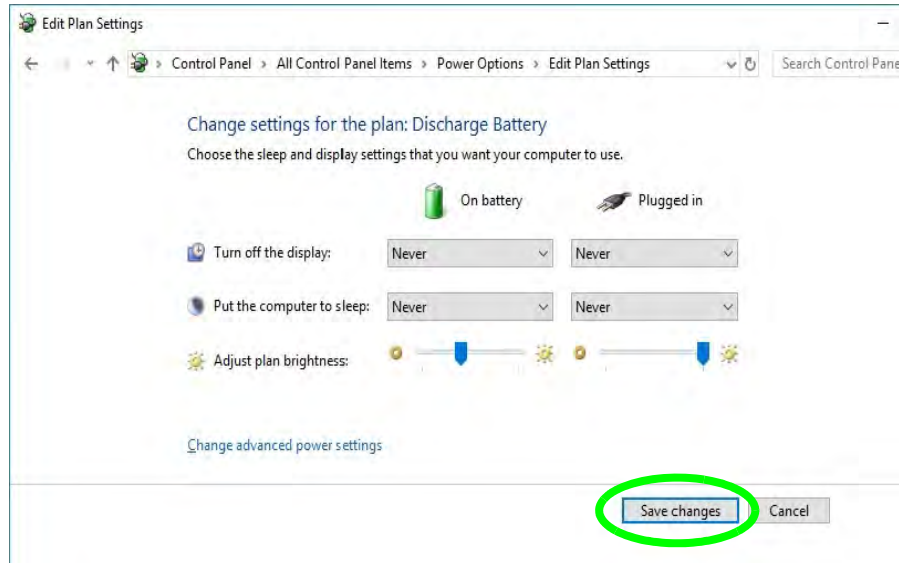 Edit Plan Settings
Control Panel > All Control Panel Items > Power Options > Edit Plan Settings
Search Control Pane
Change settings for the plan: Discharge Battery
Choose the sleep and display settings that you want your computer to use.
On battery Plugged in
Turn off the display: Never Never
Put the computer to sleep: Never Never
Adjust plan brightness:
Change advanced power settings
Save changes Cancel